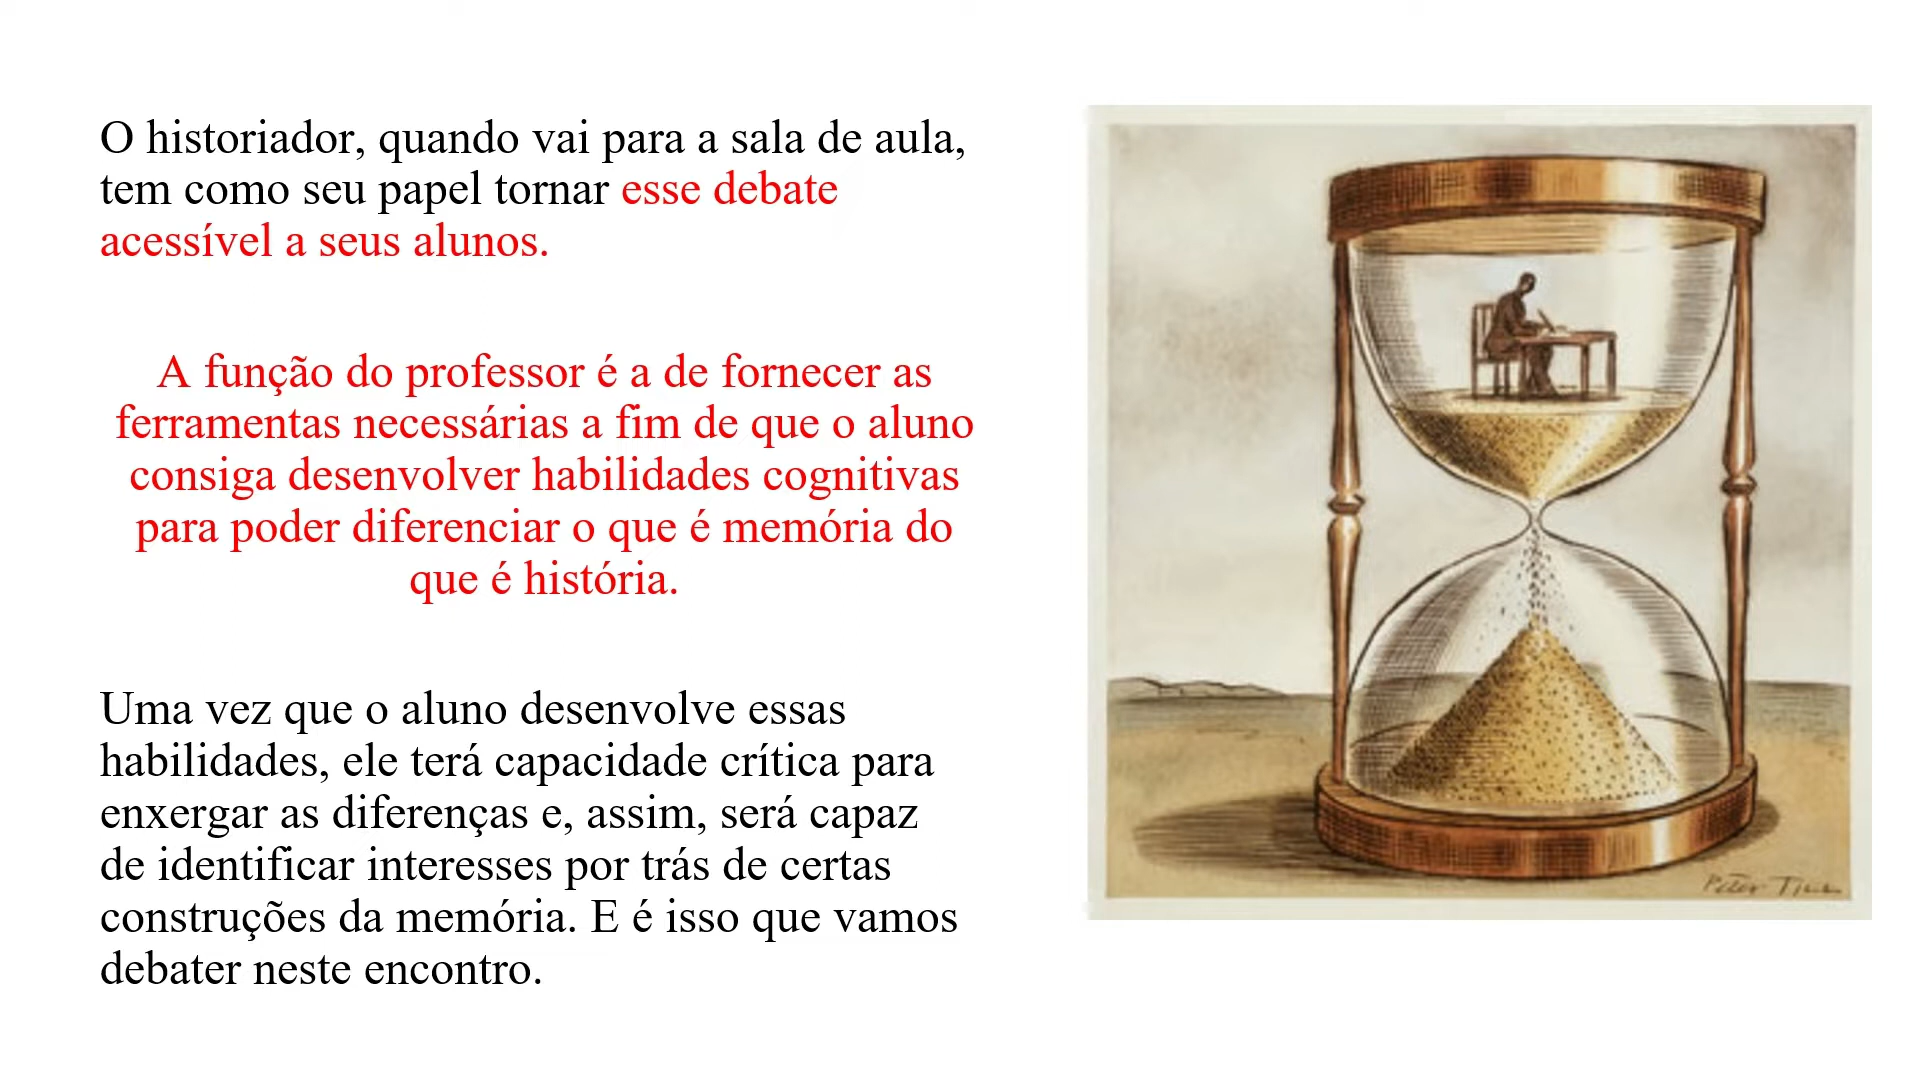 O historiador, quando vai para a sala de aula,
tem como seu papel tornar esse debate
acessível a seus alunos.
A função do professor é a de fornecer as
ferramentas necessárias a fim de que o aluno
consiga desenvolver habilidades cognitivas
para poder diferenciar o que é memória do
que é história.
Uma vez que o aluno desenvolve essas
habilidades, ele terá capacidade crítica para
enxergar as diferenças e, assim, será capaz
de identificar interesses por trás de certas
construções da memória. E é isso que vamos
debater neste encontro.
Peter